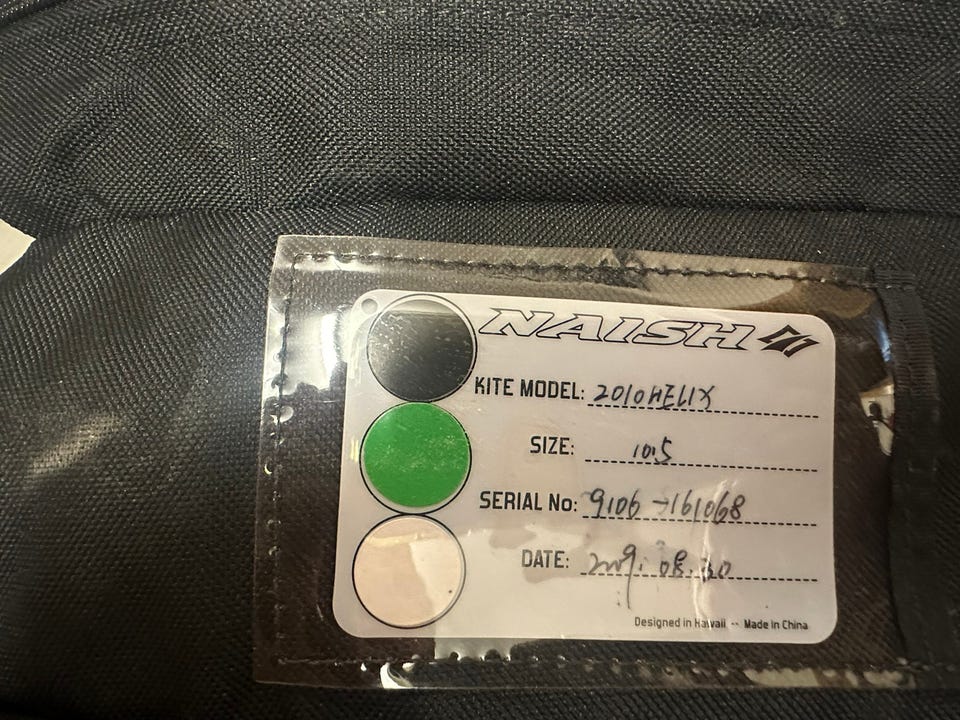 NAISH
KITE MODEL: 2010 HELIX
SIZE: 10.5
SERIAL No: 9106-161068
DATE: 2009. 08. 30
Designed in Hawaii -- Made in China